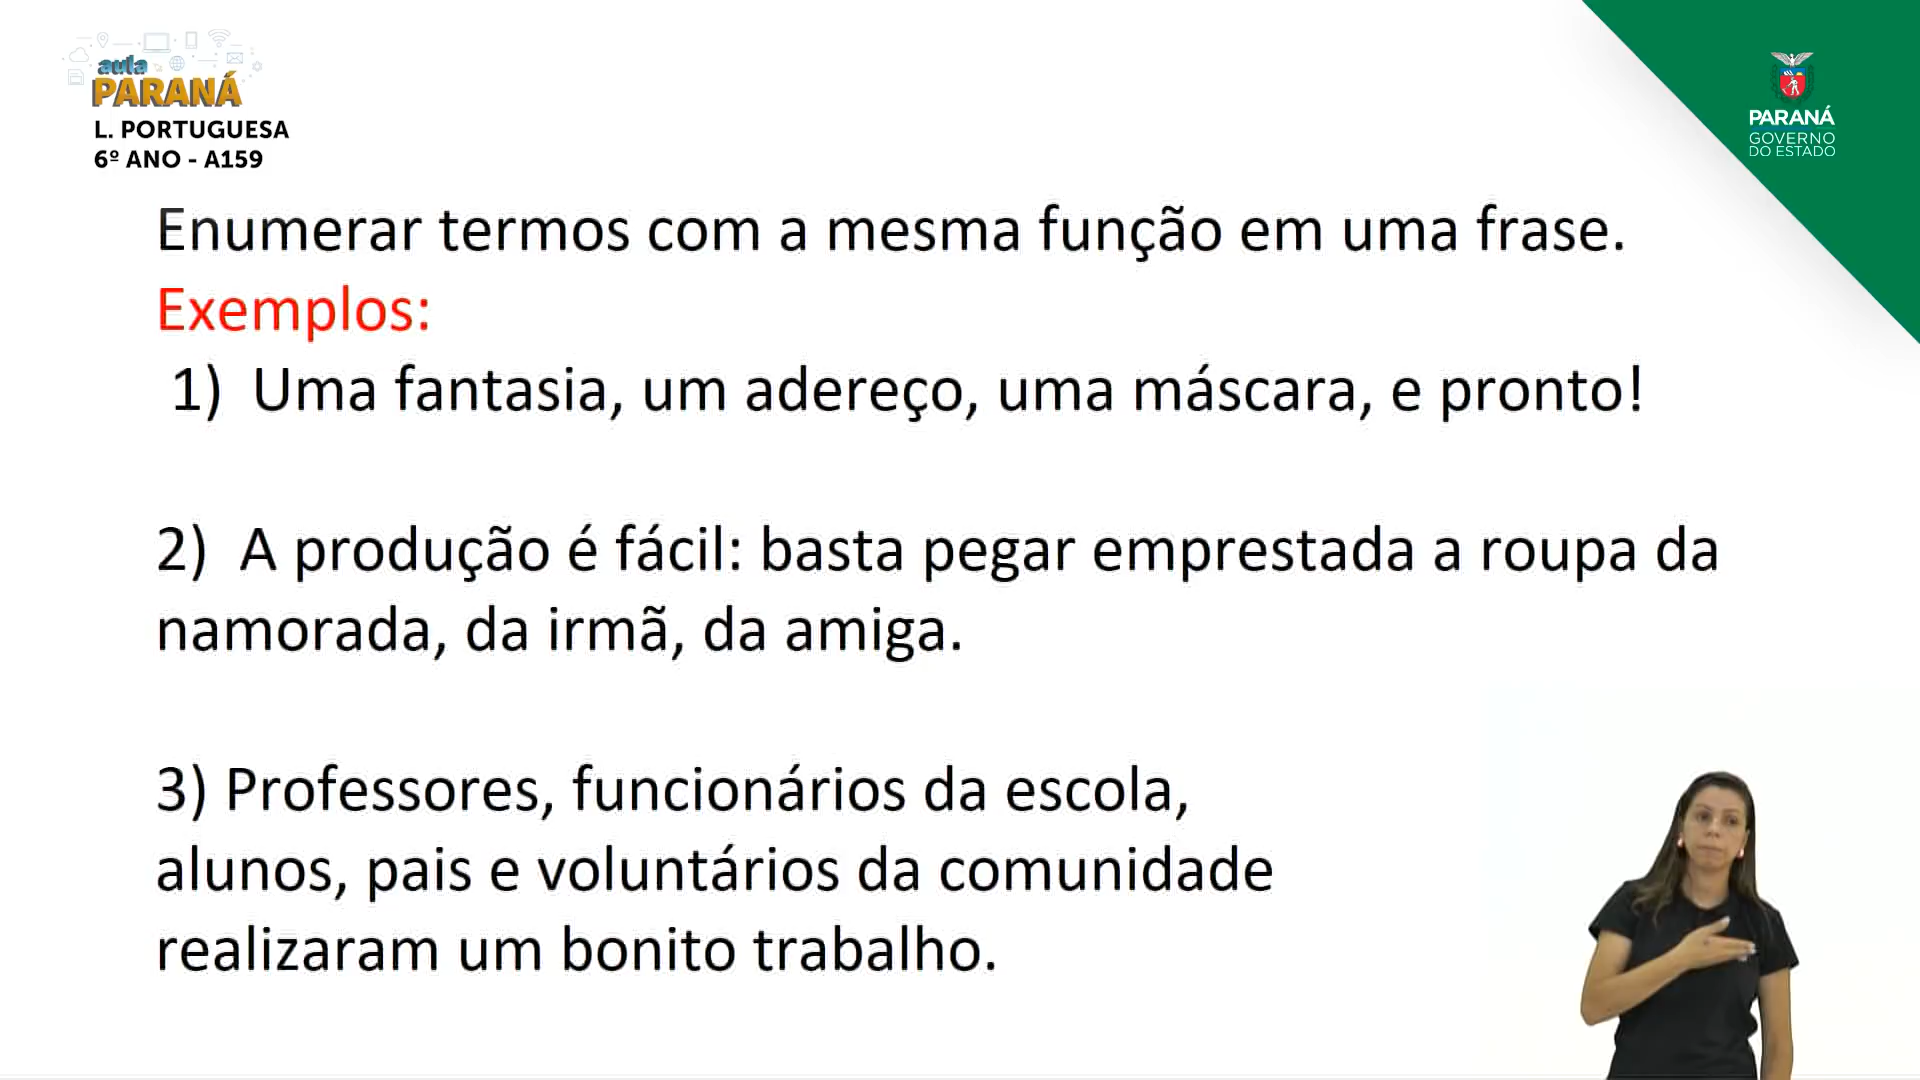 aula
PARANÁ
L. PORTUGUESA
6º ANO - A159
PARANÁ
GOVERNO
DO ESTADO
Enumerar termos com a mesma função em uma frase.
Exemplos:
1) Uma fantasia, um adereço, uma máscara, e pronto!
2) A produção é fácil: basta pegar emprestada a roupa da
namorada, da irmã, da amiga.
3) Professores, funcionários da escola,
alunos, pais e voluntários da comunidade
realizaram um bonito trabalho.